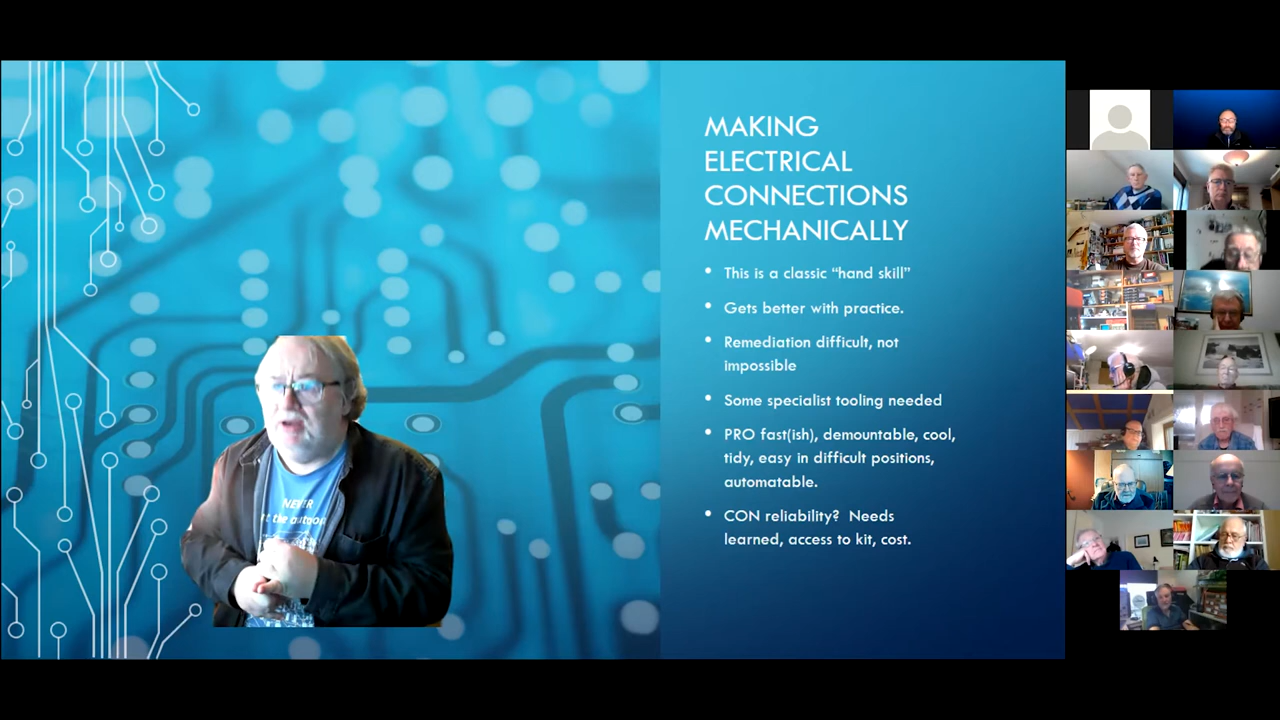 MAKING
ELECTRICAL
CONNECTIONS
MECHANICALLY
• This is a classic “hand skill”
• Gets better with practice.
• Remediation difficult, not
impossible
• Some specialist tooling needed
• PRO fast(ish), demountable, cool,
tidy, easy in difficult positions,
automatable.
• CON reliability? Needs
learned, access to kit, cost.
NEVER
the outdoor